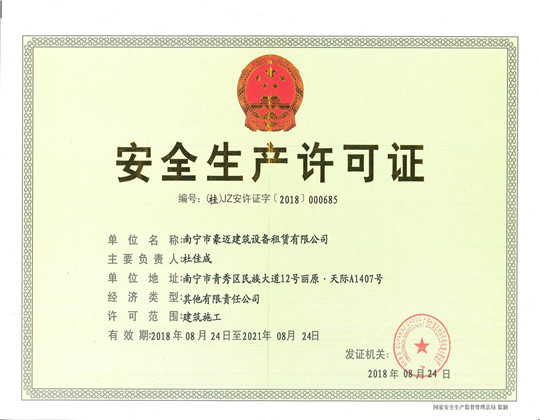 安全生产许可证
编号:(桂)JZ安许证字〔2018〕000685
单位名称:南宁市豪迈建筑设备租赁有限公司
主要负责人:杜佳成
单位地址:南宁市青秀区民族大道12号丽原·天际A1407号
经济类型:其他有限责任公司
许可范围:建筑施工
有效期:2018年08月24日至2021年08月24日
发证机关:
2018年08月24日
国家安全生产监督管理总局 监制